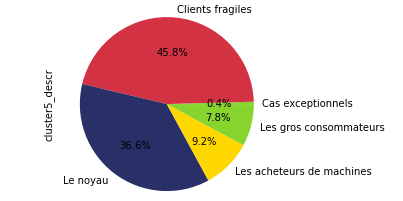 Clients fragiles
45.8%
cluster5_descr
0.4%
Cas exceptionnels
7.8%
Les gros consommateurs
36.6%
9.2%
Les acheteurs de machines
Le noyau